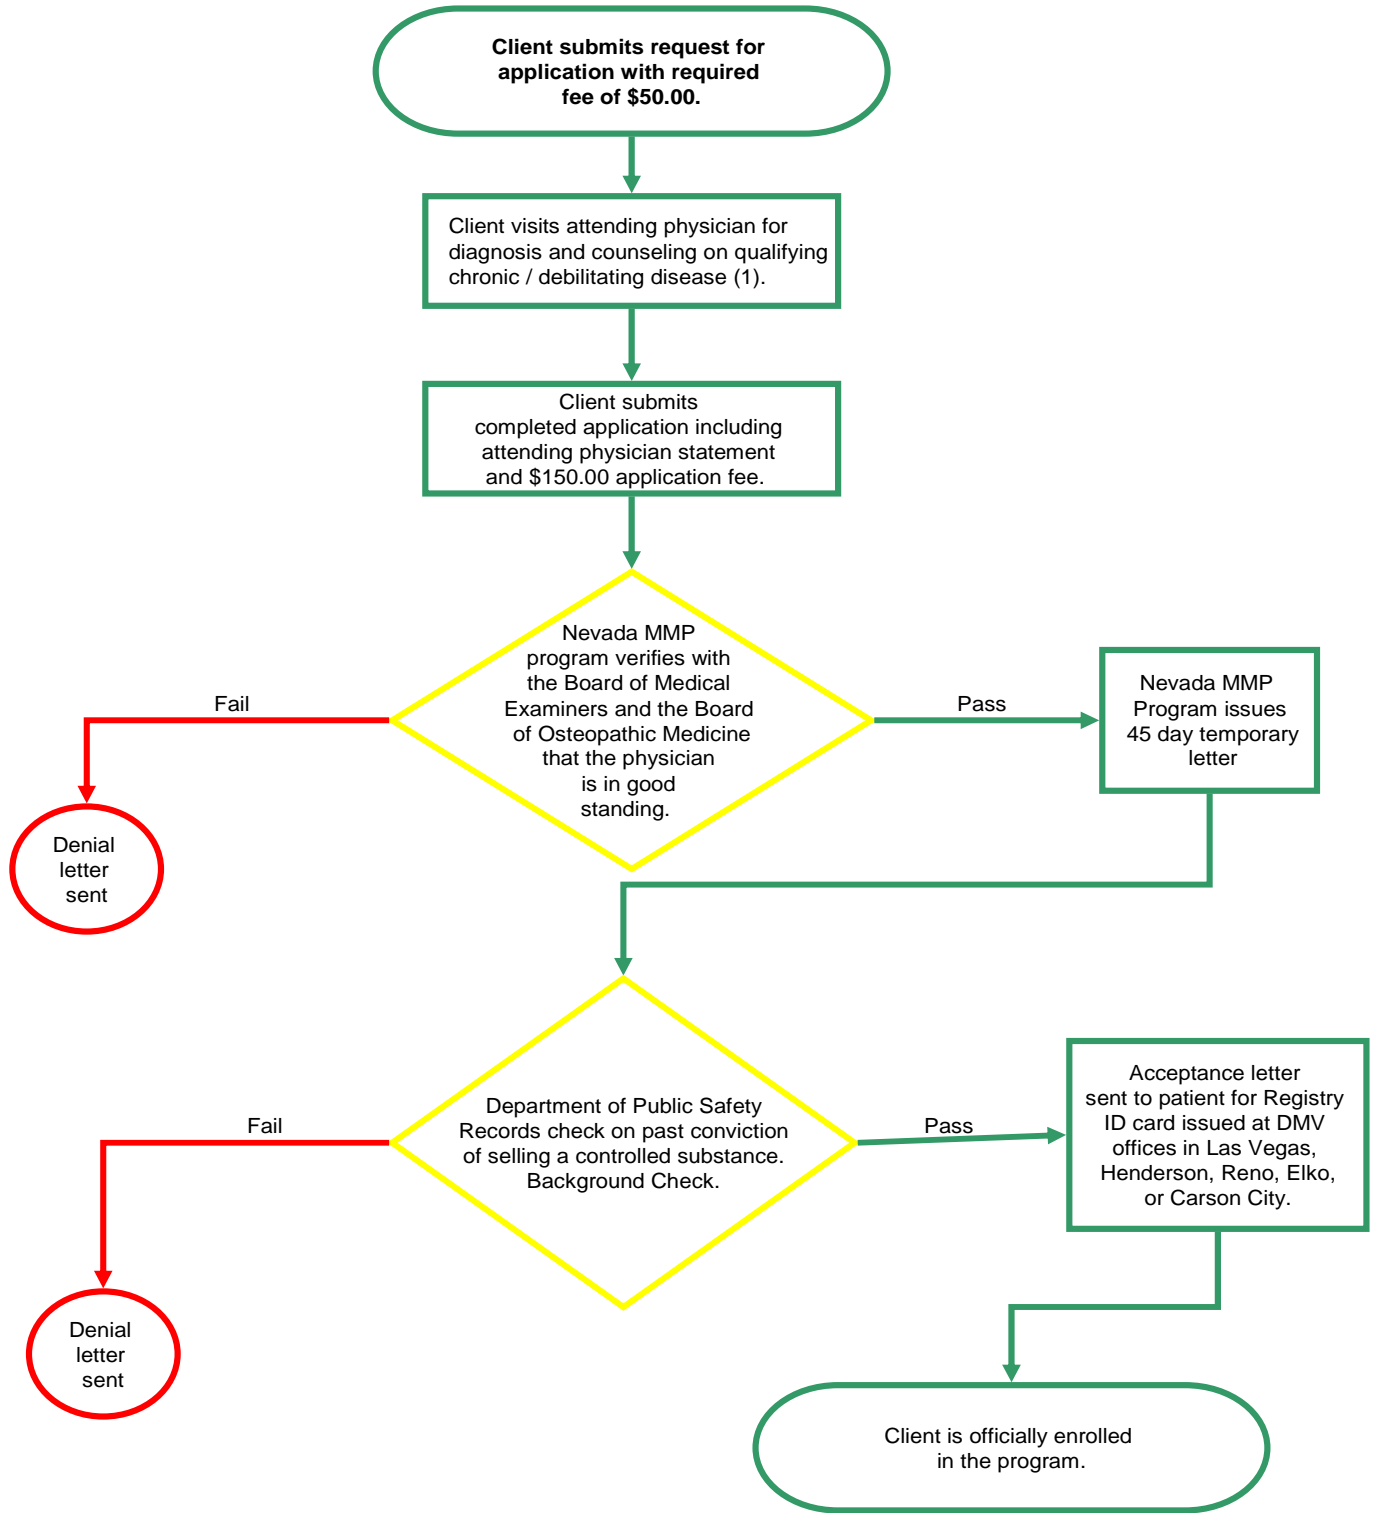 Client submits request for
application with required
fee of $50.00.
Client visits attending physician for
diagnosis and counseling on qualifying
chronic / debilitating disease (1).
Client submits
completed application including
attending physician statement
and $150.00 application fee.
Nevada MMP
program verifies with
the Board of Medical
Examiners and the Board
of Osteopathic Medicine
that the physician
is in good
standing.
Fail
Pass
Nevada MMP
Program issues
45 day temporary
letter
Denial
letter
sent
Department of Public Safety
Records check on past conviction
of selling a controlled substance.
Background Check.
Fail
Pass
Acceptance letter
sent to patient for Registry
ID card issued at DMV
offices in Las Vegas,
Henderson, Reno, Elko,
or Carson City.
Denial
letter
sent
Client is officially enrolled
in the program.